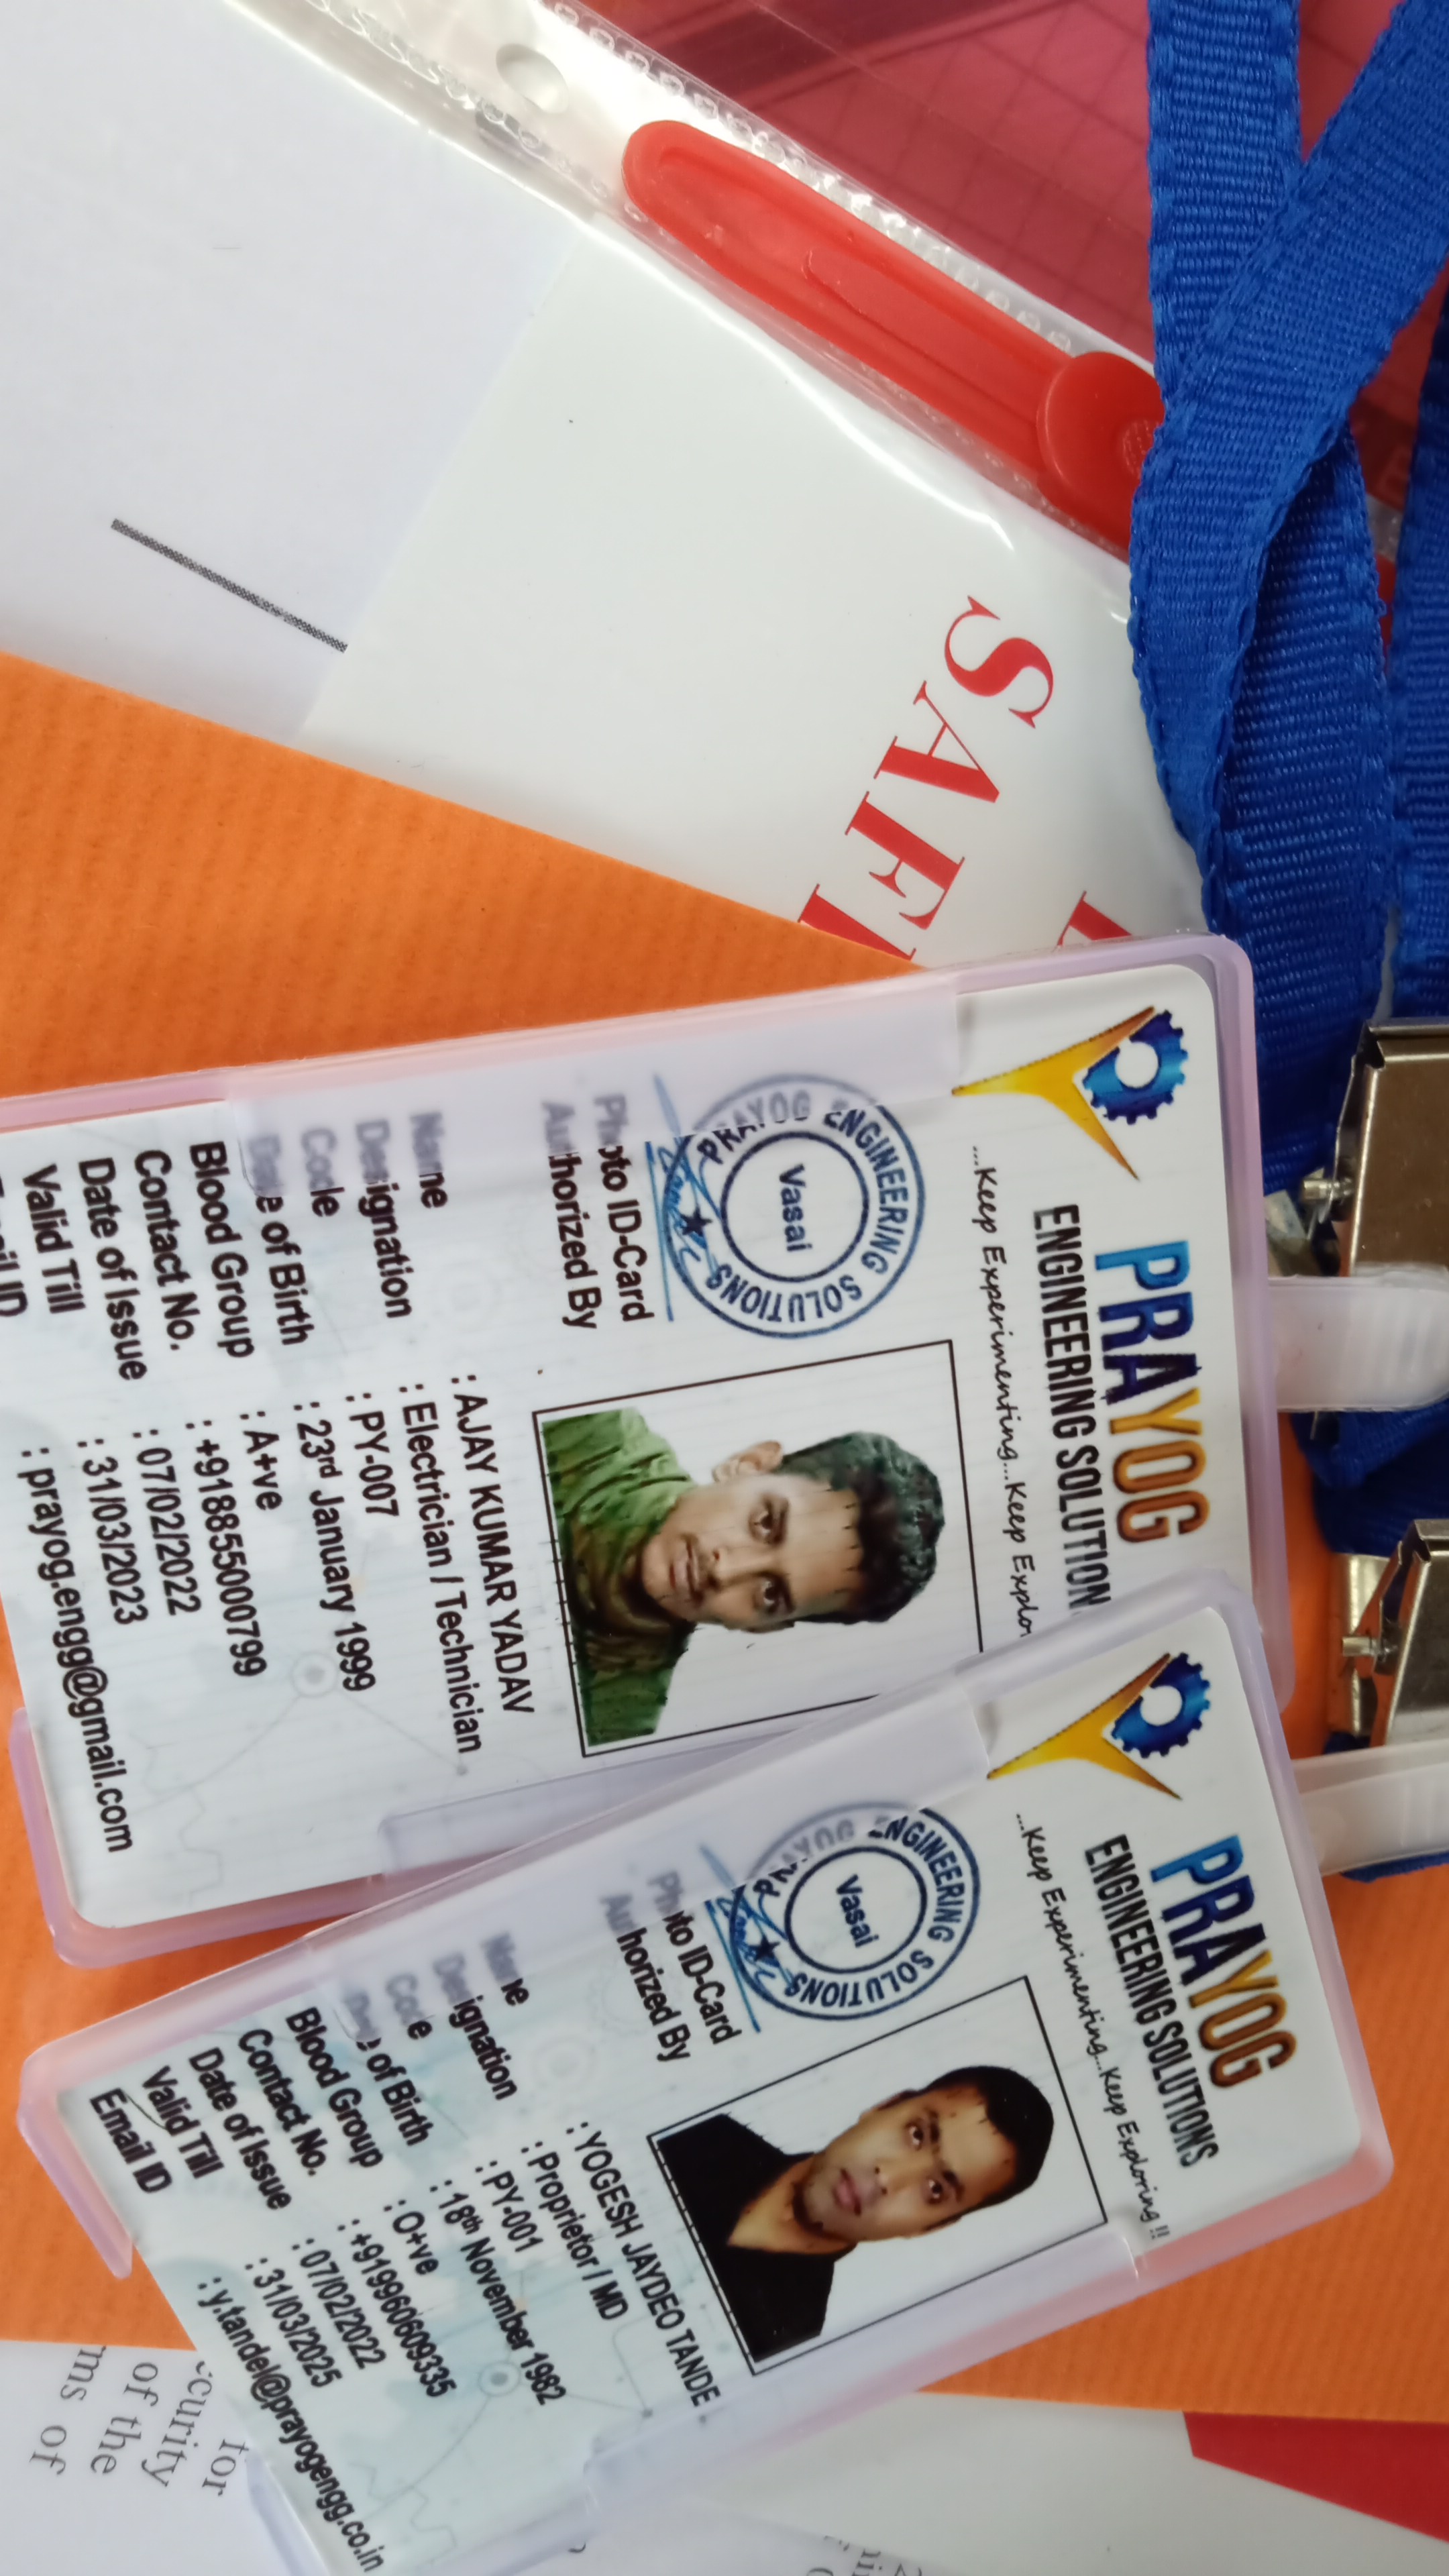 SAFE
PRAYOG
ENGINEERING SOLUTION
...Keep Experimenting...Keep Explor
PRAYOG ENGINEERING SOLUTIONS
Vasai
Photo ID-Card
Authorized By
Name : AJAY KUMAR YADAV
Designation : Electrician / Technician
Code : PY-007
Date of Birth : 23rd January 1999
Blood Group : A+ve
Contact No. : +918855000799
Date of Issue : 07/02/2022
Valid Till : 31/03/2023
Email ID : prayog.engg@gmail.com
PRAYOG
ENGINEERING SOLUTIONS
...Keep Experimenting...Keep Exploring !!
PRAYOG ENGINEERING SOLUTIONS
Vasai
Photo ID-Card
Authorized By
Name : YOGESH JAYDEO TANDE
Designation : Proprietor / MD
Code : PY-001
Date of Birth : 18th November 1982
Blood Group : O+ve
Contact No. : +919960609335
Date of Issue : 07/02/2022
Valid Till : 31/03/2025
Email ID : y.tandel@prayogengg.co.in
for
curity
of the
ms of